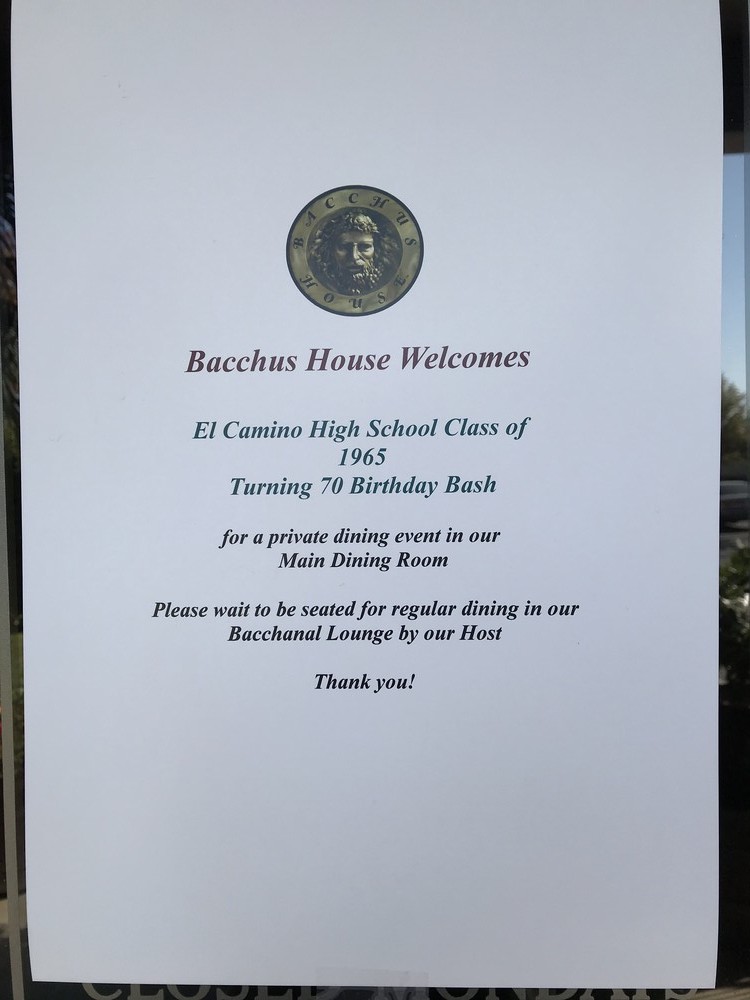 BACCHUS
HOUSE
Bacchus House Welcomes
El Camino High School Class of
1965
Turning 70 Birthday Bash
for a private dining event in our
Main Dining Room
Please wait to be seated for regular dining in our
Bacchanal Lounge by our Host
Thank you!
CLOSED MONDAYS